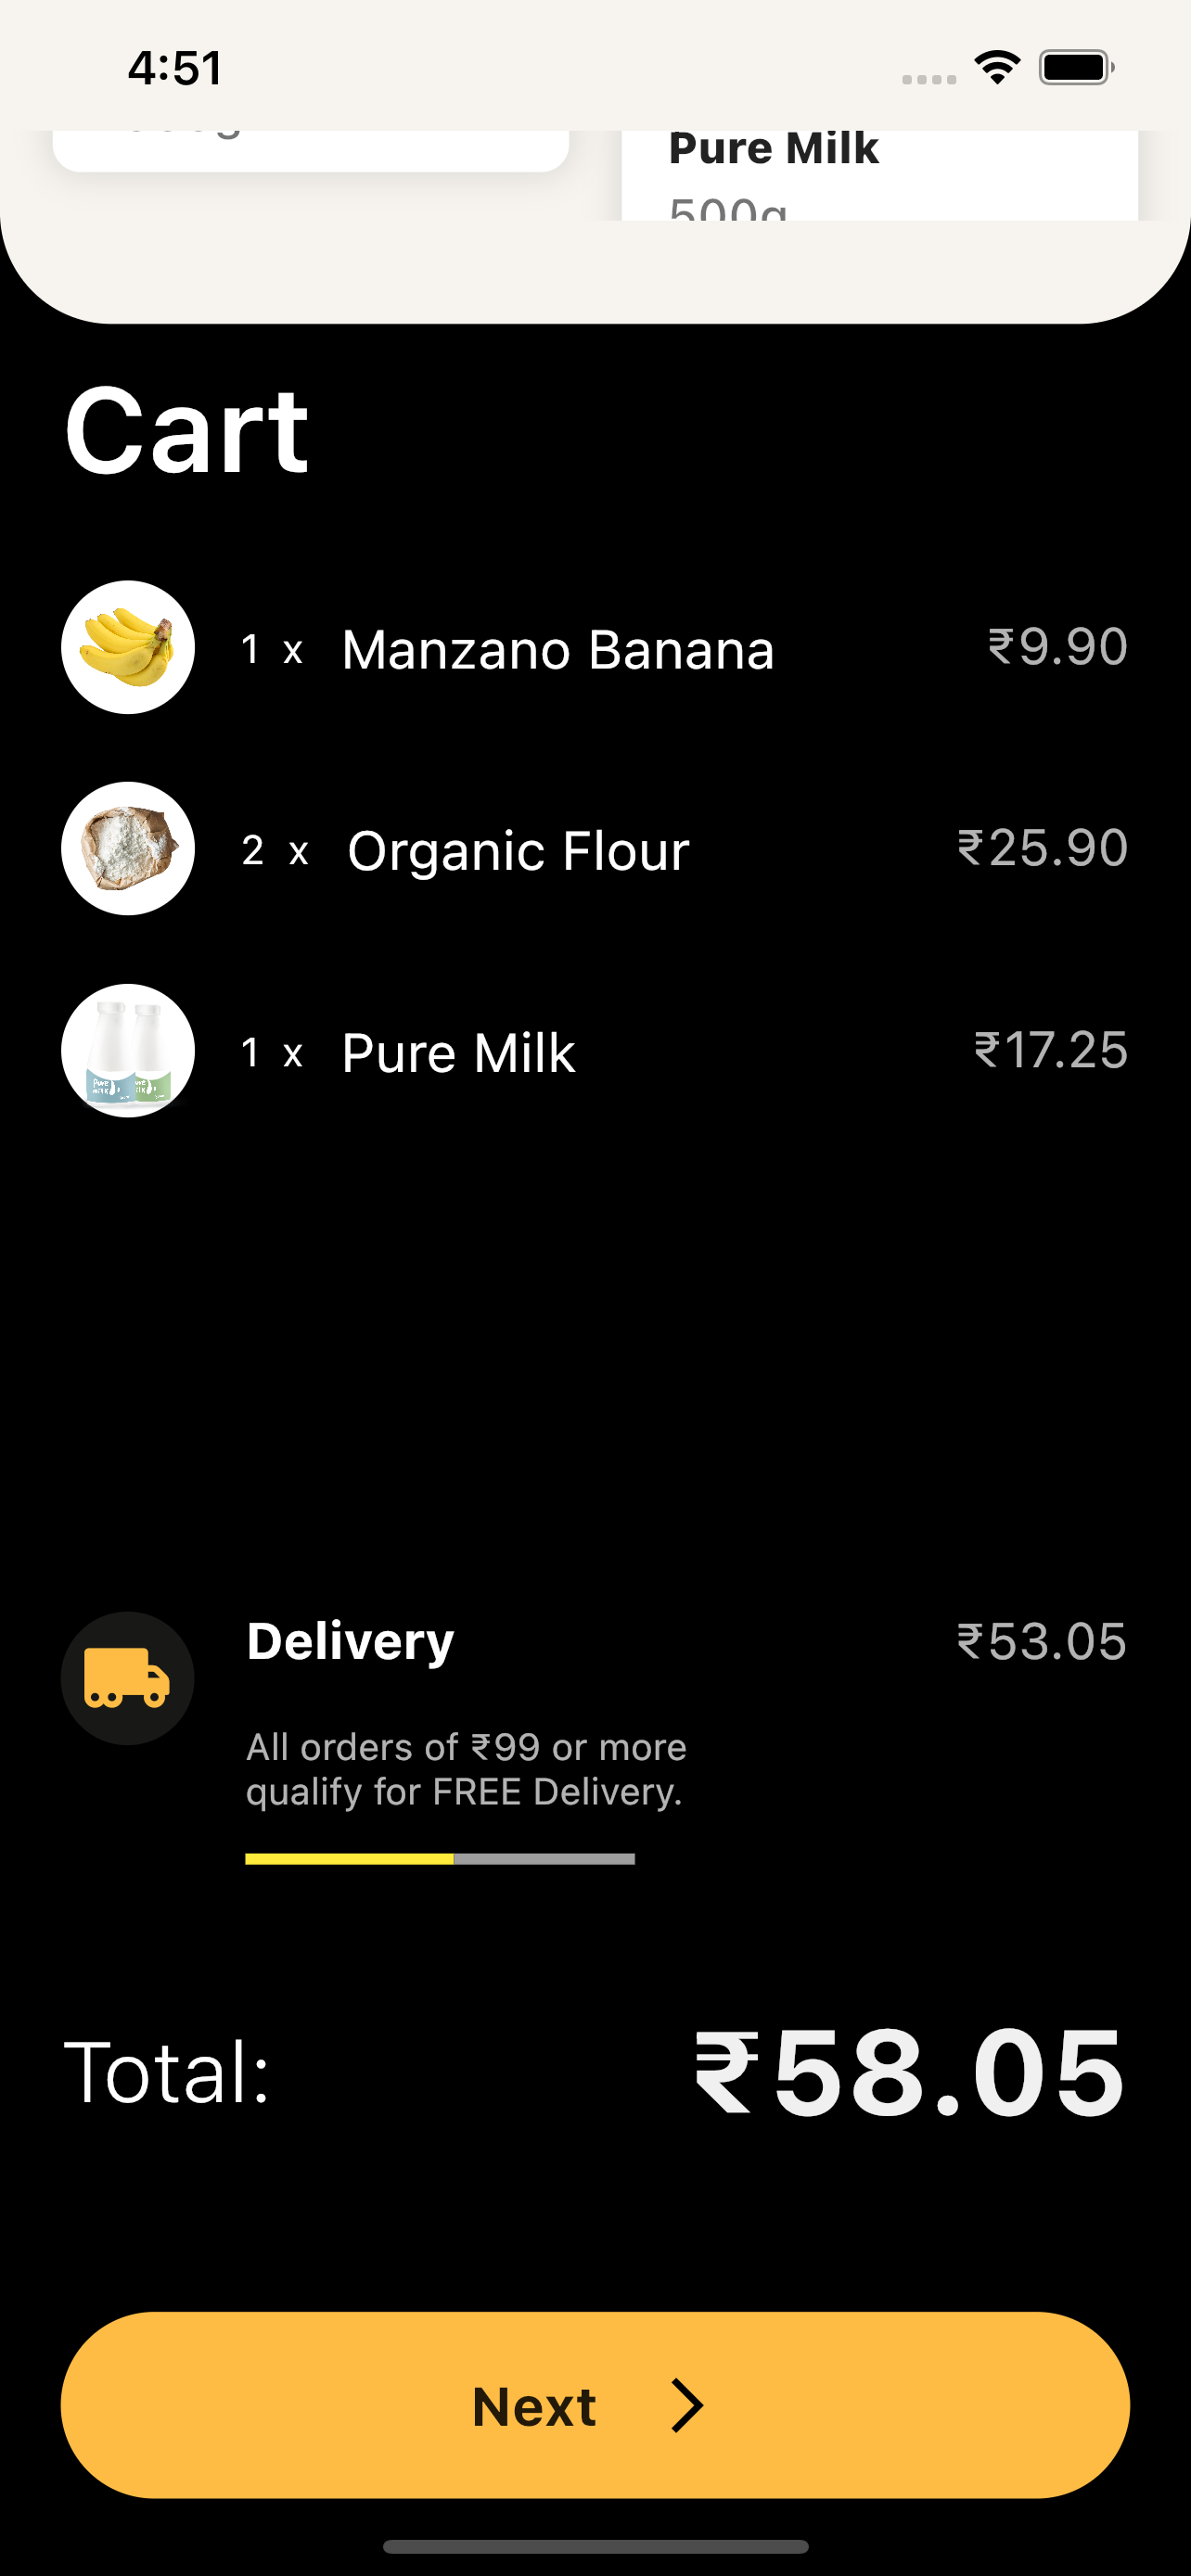 4:51
Pure Milk
500g
Cart
1 x Manzano Banana ₹9.90
2 x Organic Flour ₹25.90
1 x Pure Milk ₹17.25
Delivery ₹53.05
All orders of ₹99 or more
qualify for FREE Delivery.
Total: ₹58.05
Next